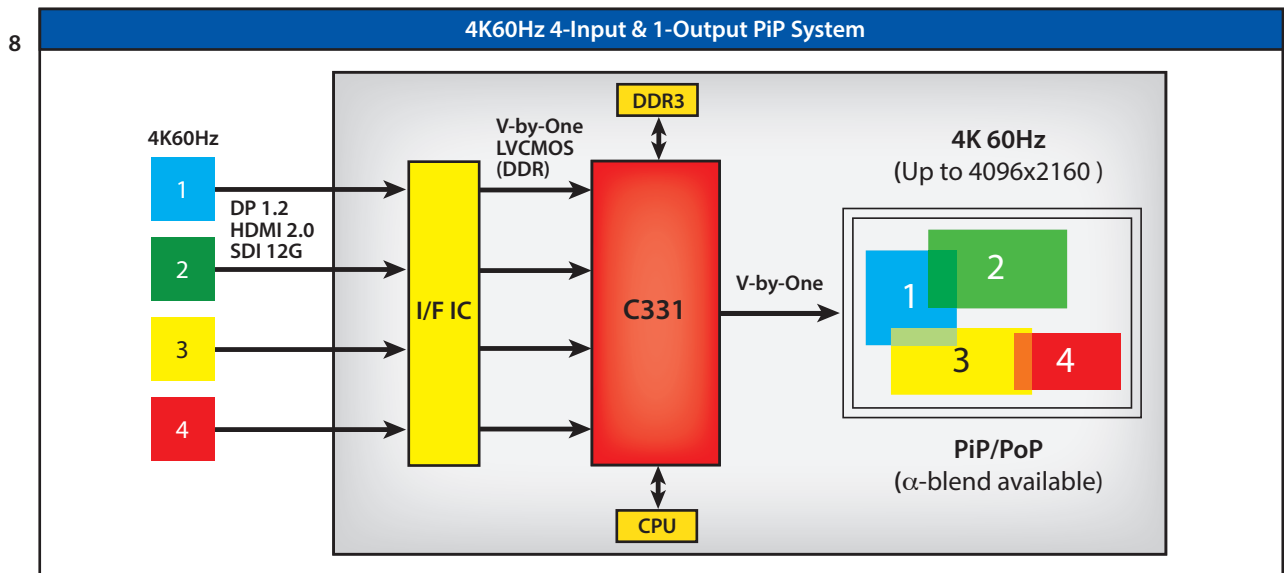 8
4K60Hz 4-Input & 1-Output PiP System
DDR3
4K60Hz
V-by-One
LVCMOS
(DDR)
4K 60Hz
(Up to 4096x2160 )
1
DP 1.2
HDMI 2.0
SDI 12G
2
3
4
I/F IC
C331
V-by-One
1
2
3
4
PiP/PoP
(α-blend available)
CPU